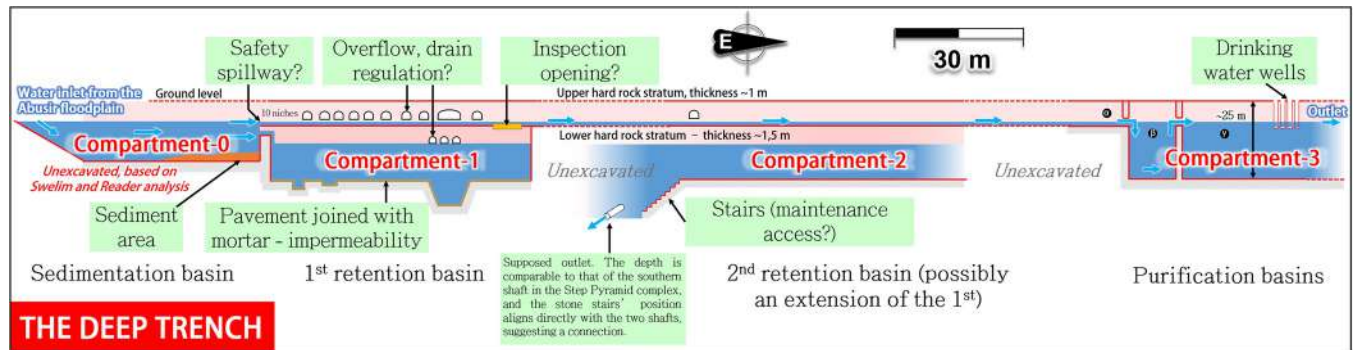 Safety
spillway?
Overflow, drain
regulation?
Inspection
opening?
E
30 m
Drinking
water wells
Water inlet from the
Abusir floodplain
Ground level
Upper hard rock stratum, thickness ~1 m
10 niches
Lower hard rock stratum – thickness ~1,5 m
~25 m
Outlet
Compartment-0
Compartment-1
Compartment-2
Compartment-3
α
β
γ
Unexcavated, based on
Swelim and Reader analysis
Unexcavated
Unexcavated
Sediment
area
Pavement joined with
mortar - impermeability
Stairs (maintenance
access?)
Sedimentation basin
1st retention basin
Supposed outlet. The depth is
comparable to that of the southern
shaft in the Step Pyramid complex,
and the stone stairs' position
aligns directly with the two shafts,
suggesting a connection.
2nd retention basin (possibly
an extension of the 1st)
Purification basins
THE DEEP TRENCH